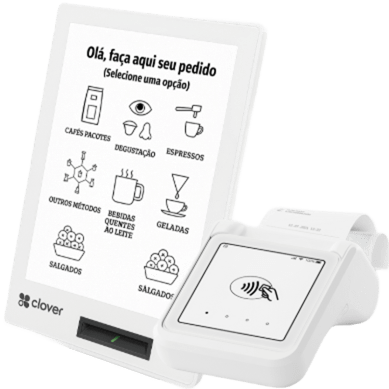 Olá, faça aqui seu pedido
(Selecione uma opção)
CAFÉS PACOTES
DEGUSTAÇÃO
ESPRESSOS
OUTROS MÉTODOS
BEBIDAS
QUENTES
AO LEITE
GELADAS
SALGADOS
SALGADOS
clover